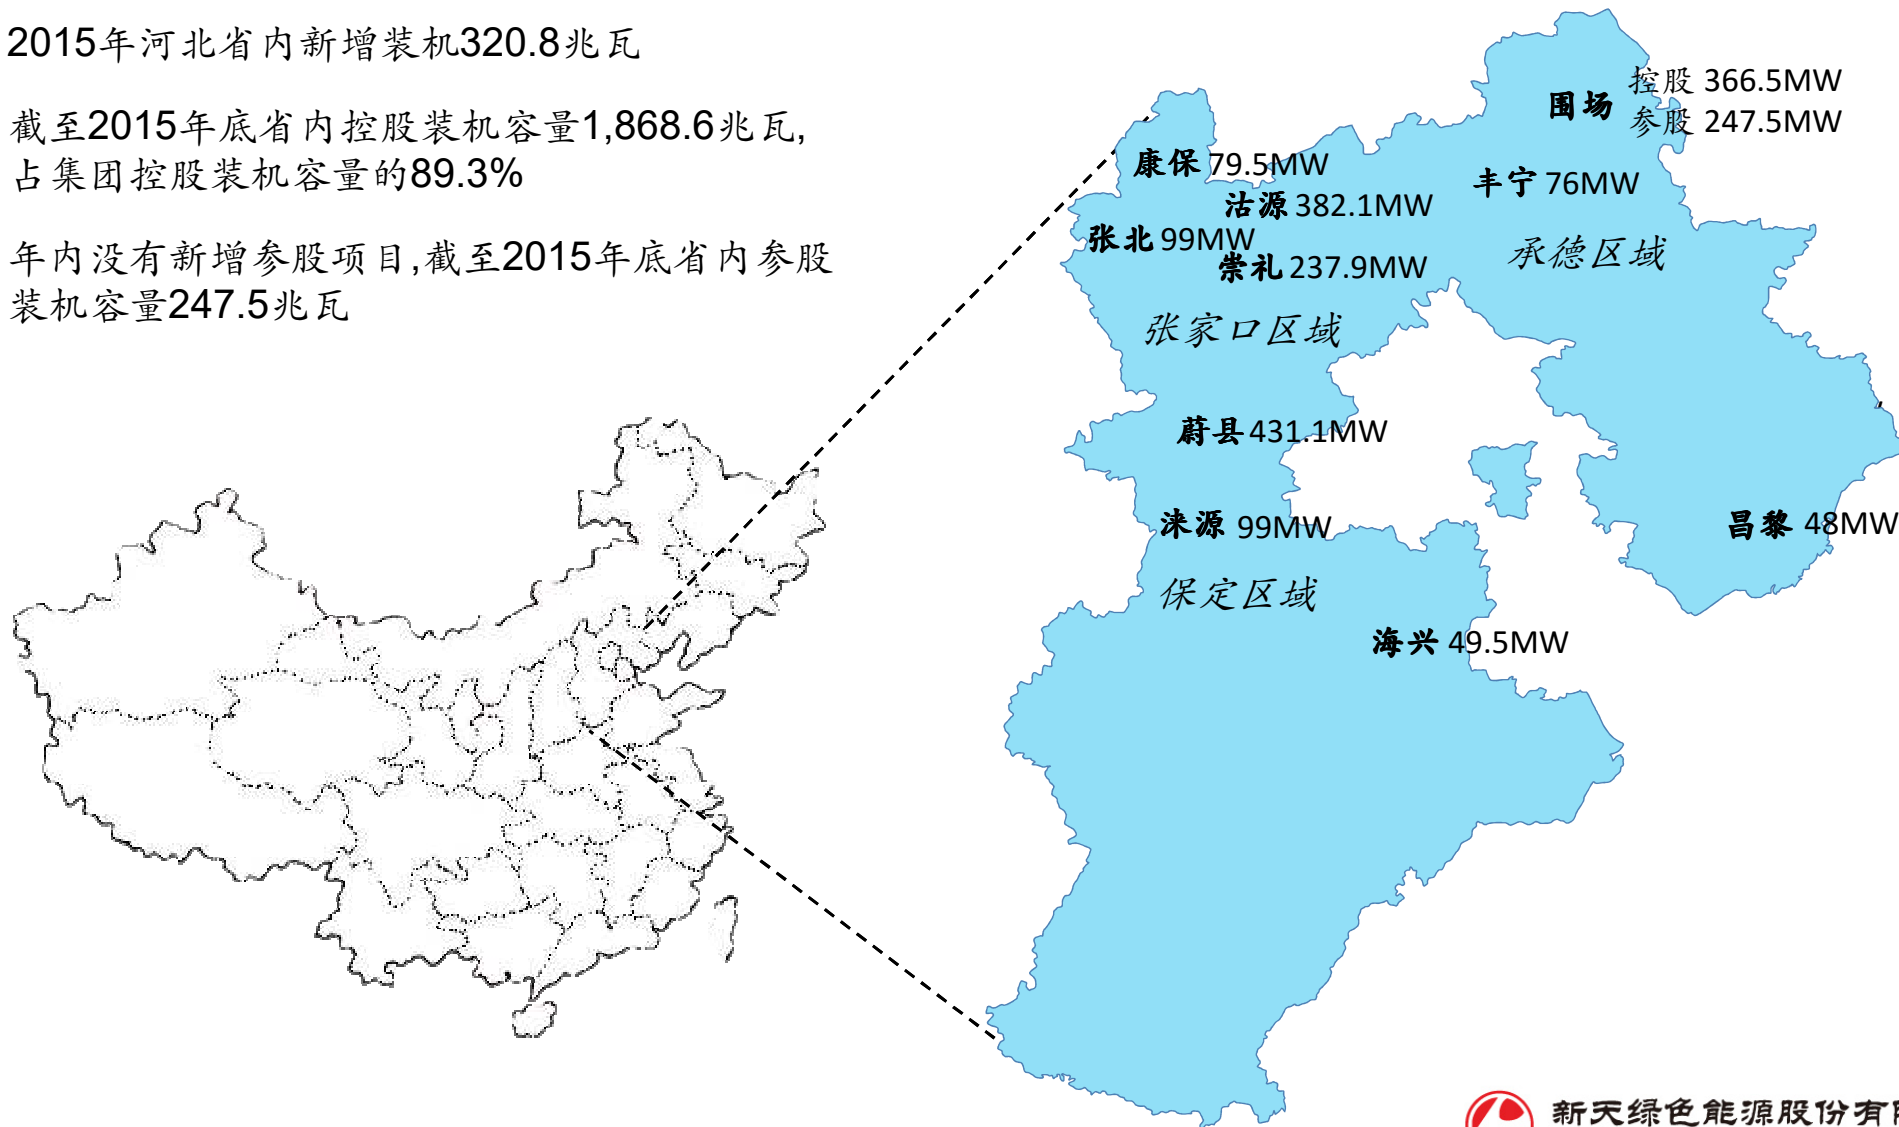 2015年河北省内新增装机320.8兆瓦
截至2015年底省内控股装机容量1,868.6兆瓦,
占集团控股装机容量的89.3%
年内没有新增参股项目,截至2015年底省内参股
装机容量247.5兆瓦
控股 366.5MW
围场
参股 247.5MW
康保 79.5MW
丰宁 76MW
沽源 382.1MW
张北 99MW
承德区域
崇礼 237.9MW
张家口区域
蔚县 431.1MW
涞源 99MW
昌黎 48MW
保定区域
海兴 49.5MW
新天绿色能源股份有